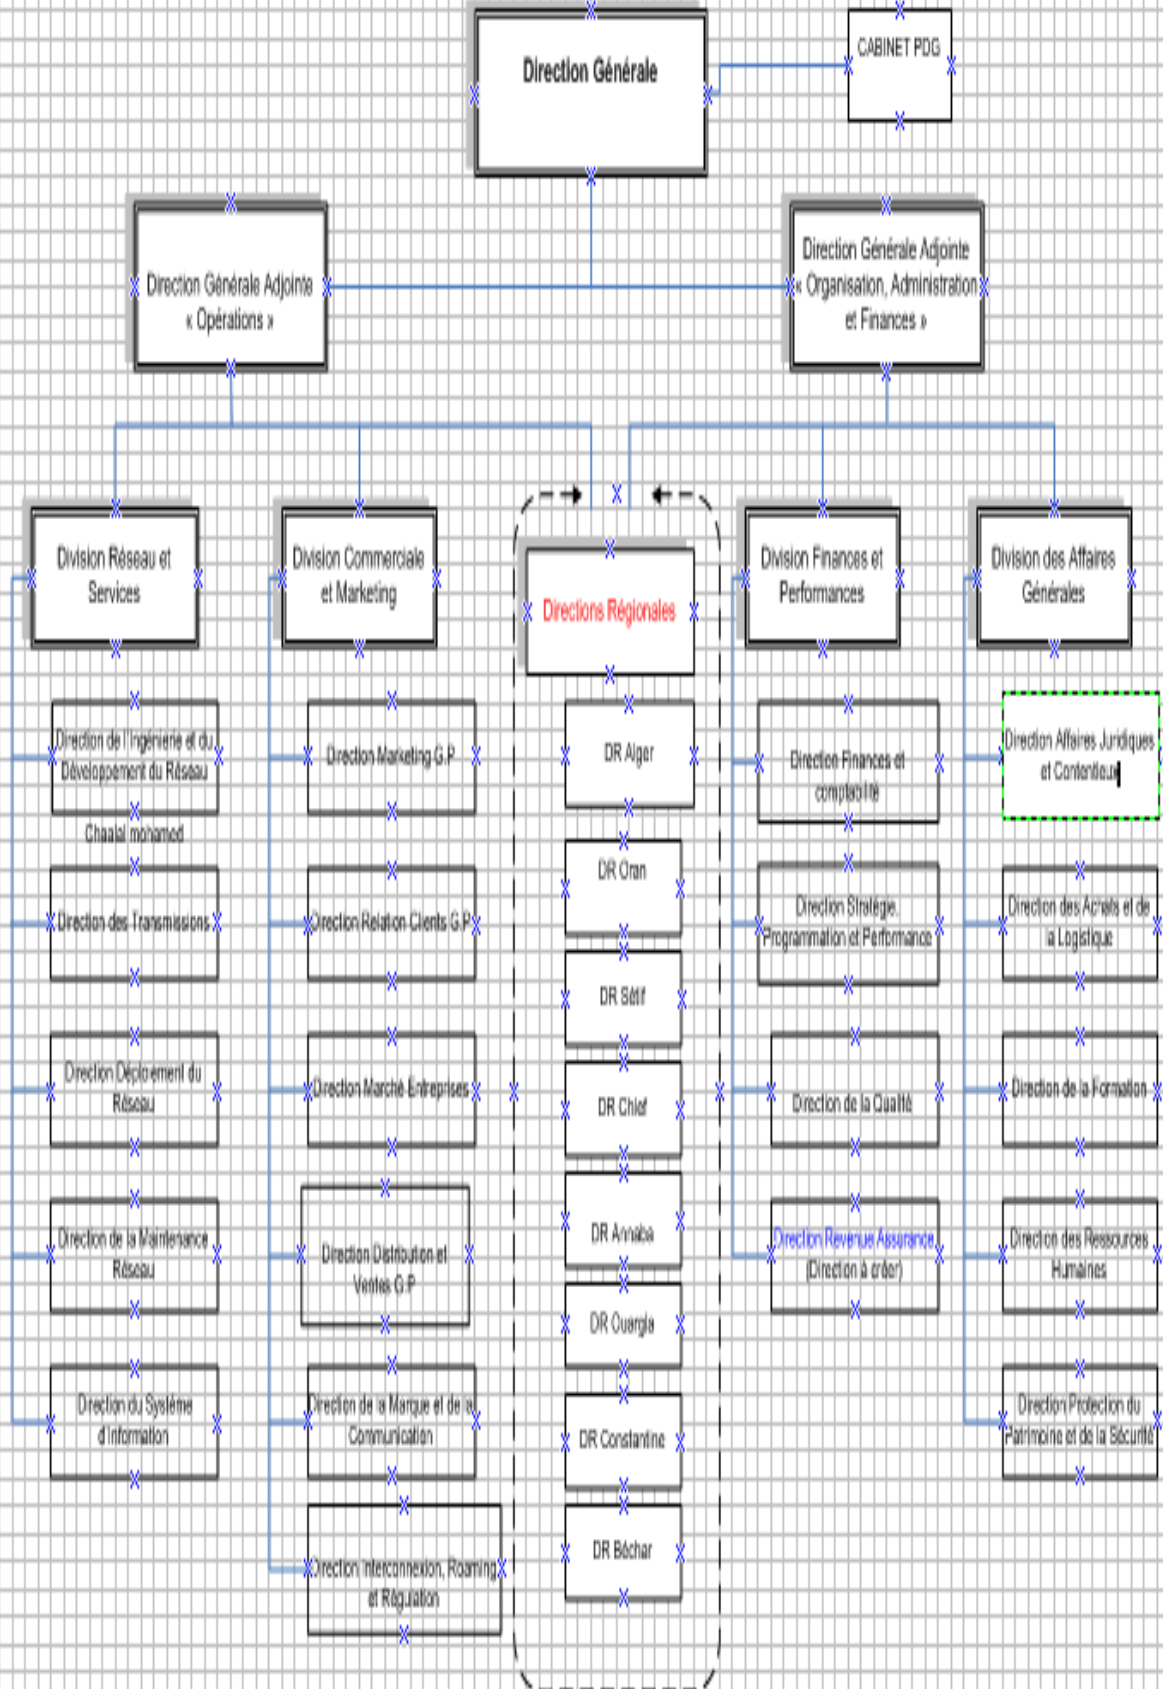 Direction Générale
CABINET PDG
Direction Générale Adjointe
« Opérations »
Direction Générale Adjointe
« Organisation, Administration
et Finances »
Division Réseau et
Services
Division Commerciale
et Marketing
Directions Régionales
Division Finances et
Performances
Division des Affaires
Générales
Direction de l'Ingénierie et du
Développement du Réseau
Chaalal mohamed
Direction des Transmissions
Direction Déploiement du
Réseau
Direction de la Maintenance
Réseau
Direction du Système
d'Information
Direction Marketing G.P
Direction Relation Clients G.P
Direction Marché Entreprises
Direction Distribution et
Ventes G.P
Direction de la Marque et de la
Communication
Direction Interconnexion, Roaming
et Régulation
DR Alger
DR Oran
DR Sétif
DR Chlef
DR Annaba
DR Ouargla
DR Constantine
DR Béchar
Direction Finances et
comptabilité
Direction Stratégie
Programmation et Performance
Direction de la Qualité
Direction Revenue Assurance
(Direction à créer)
Direction Affaires Juridiques
et Contentieux
Direction des Achats et de
la Logistique
Direction de la Formation
Direction des Ressources
Humaines
Direction Protection du
Patrimoine et de la Sécurité